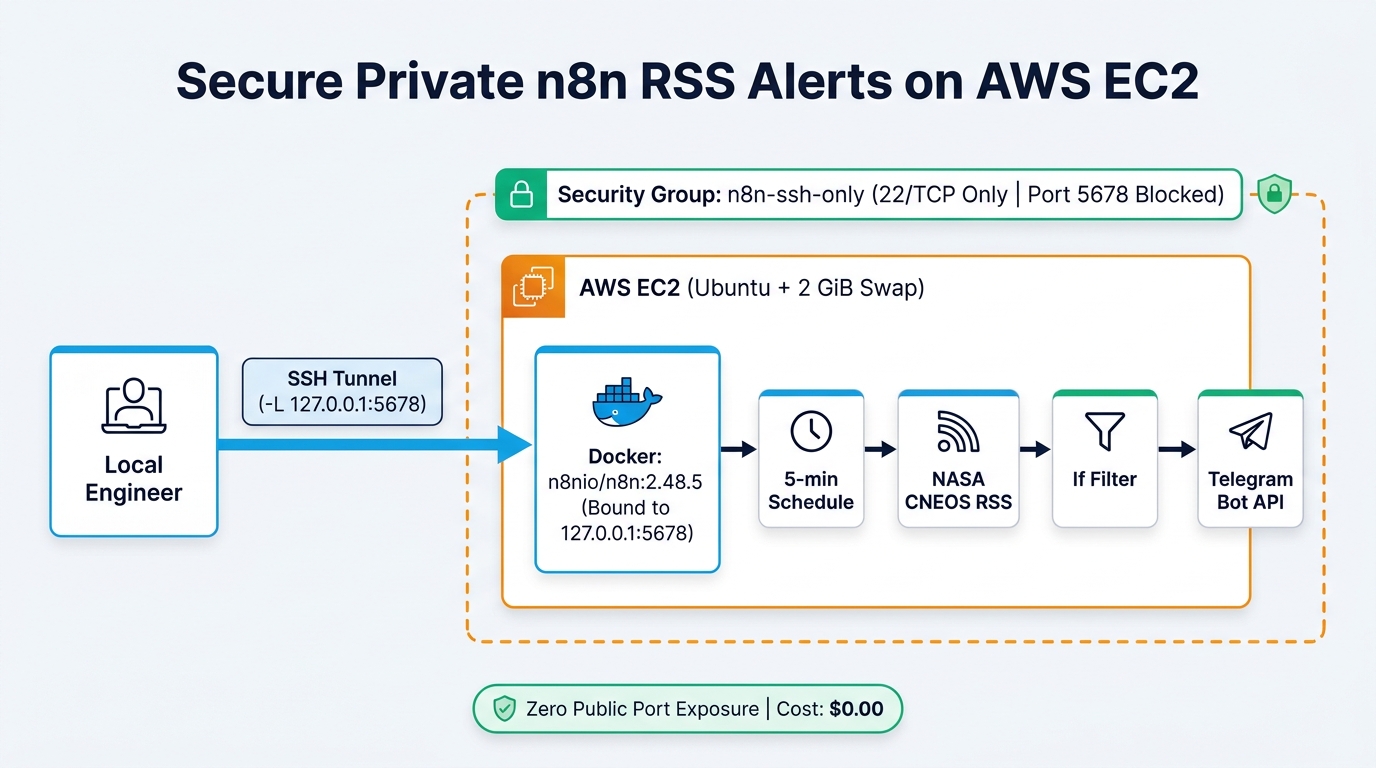 Secure Private n8n RSS Alerts on AWS EC2
Security Group: n8n-ssh-only (22/TCP Only | Port 5678 Blocked)
AWS EC2 (Ubuntu + 2 GiB Swap)
Local
Engineer
SSH Tunnel
(-L 127.0.0.1:5678)
Docker:
n8nio/n8n:2.48.5
(Bound to
127.0.0.1:5678)
5-min
Schedule
NASA
CNEOS RSS
If Filter
Telegram
Bot API
Zero Public Port Exposure | Cost: $0.00